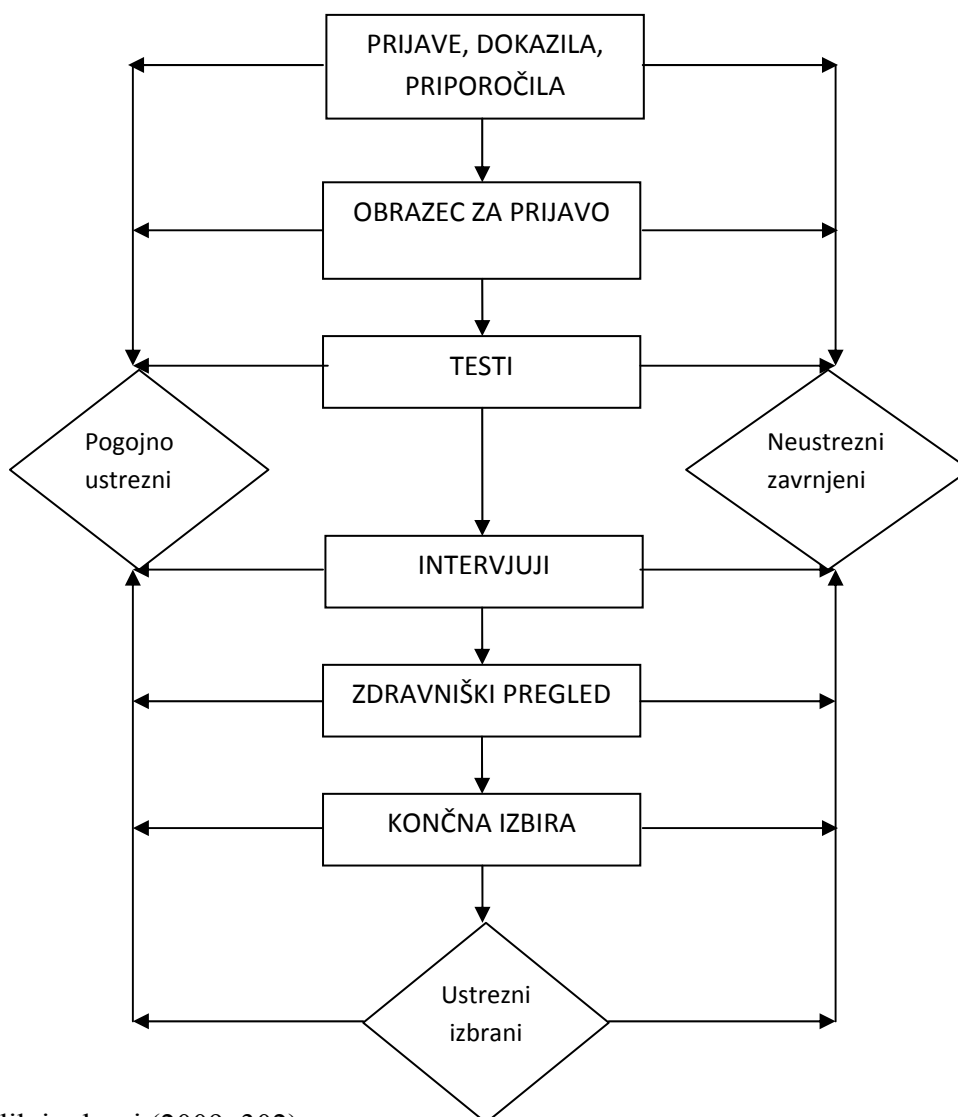 PRIJAVE, DOKAZILA,
PRIPOROČILA
OBRAZEC ZA PRIJAVO
TESTI
Pogojno
ustrezni
Neustrezni
zavrnjeni
INTERVJUJI
ZDRAVNIŠKI PREGLED
KONČNA IZBIRA
Ustrezni
izbrani